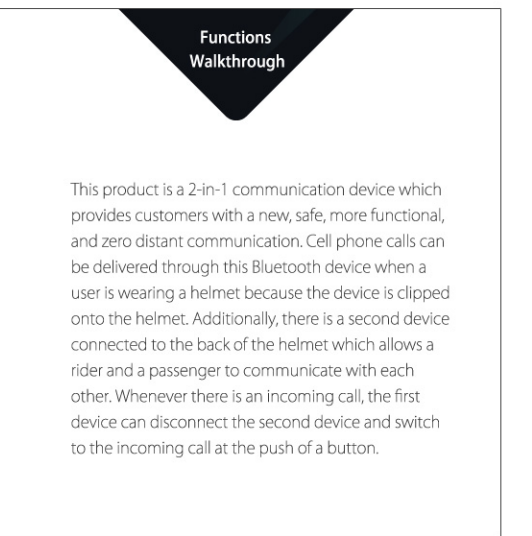 Functions
Walkthrough
This product is a 2-in-1 communication device which
provides customers with a new, safe, more functional,
and zero distant communication. Cell phone calls can
be delivered through this Bluetooth device when a
user is wearing a helmet because the device is clipped
onto the helmet. Additionally, there is a second device
connected to the back of the helmet which allows a
rider and a passenger to communicate with each
other. Whenever there is an incoming call, the first
device can disconnect the second device and switch
to the incoming call at the push of a button.